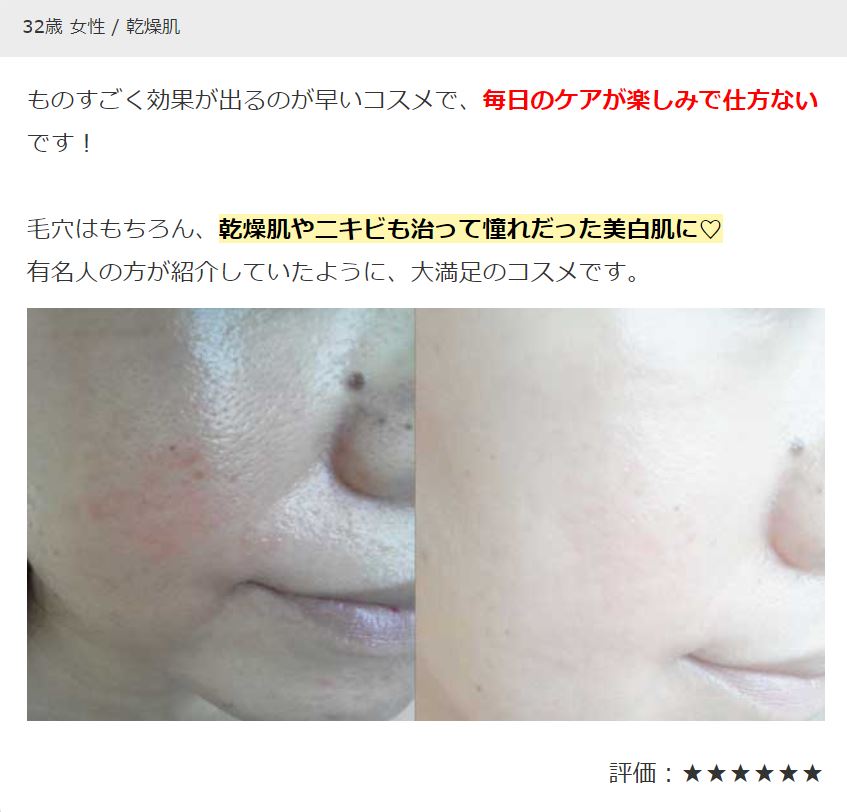 32歳 女性 / 乾燥肌
ものすごく効果が出るのが早いコスメで、毎日のケアが楽しみで仕方ない
です！
毛穴はもちろん、乾燥肌やニキビも治って憧れだった美白肌に♡
有名人の方が紹介していたように、大満足のコスメです。
評価：★★★★★★